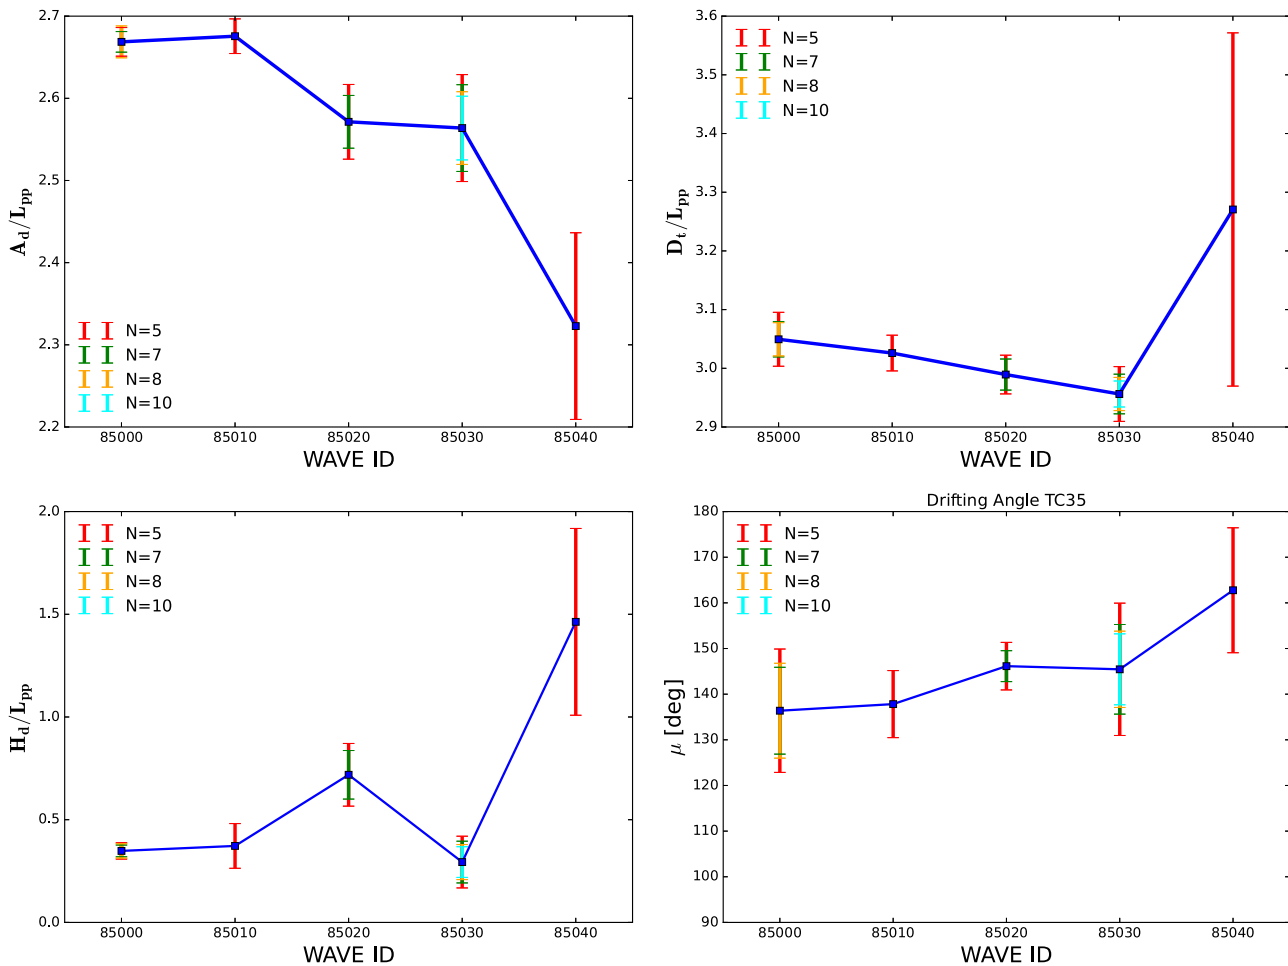 2.7
2.6
2.5
2.4
2.3
2.2
A_d/L_pp
N=5
N=7
N=8
N=10
85000 85010 85020 85030 85040
WAVE ID
3.6
3.5
3.4
3.3
3.2
3.1
3.0
2.9
D_t/L_pp
N=5
N=7
N=8
N=10
85000 85010 85020 85030 85040
WAVE ID
2.0
1.5
1.0
0.5
0.0
H_d/L_pp
N=5
N=7
N=8
N=10
85000 85010 85020 85030 85040
WAVE ID
Drifting Angle TC35
180
170
160
150
140
130
120
110
100
90
μ [deg]
N=5
N=7
N=8
N=10
85000 85010 85020 85030 85040
WAVE ID